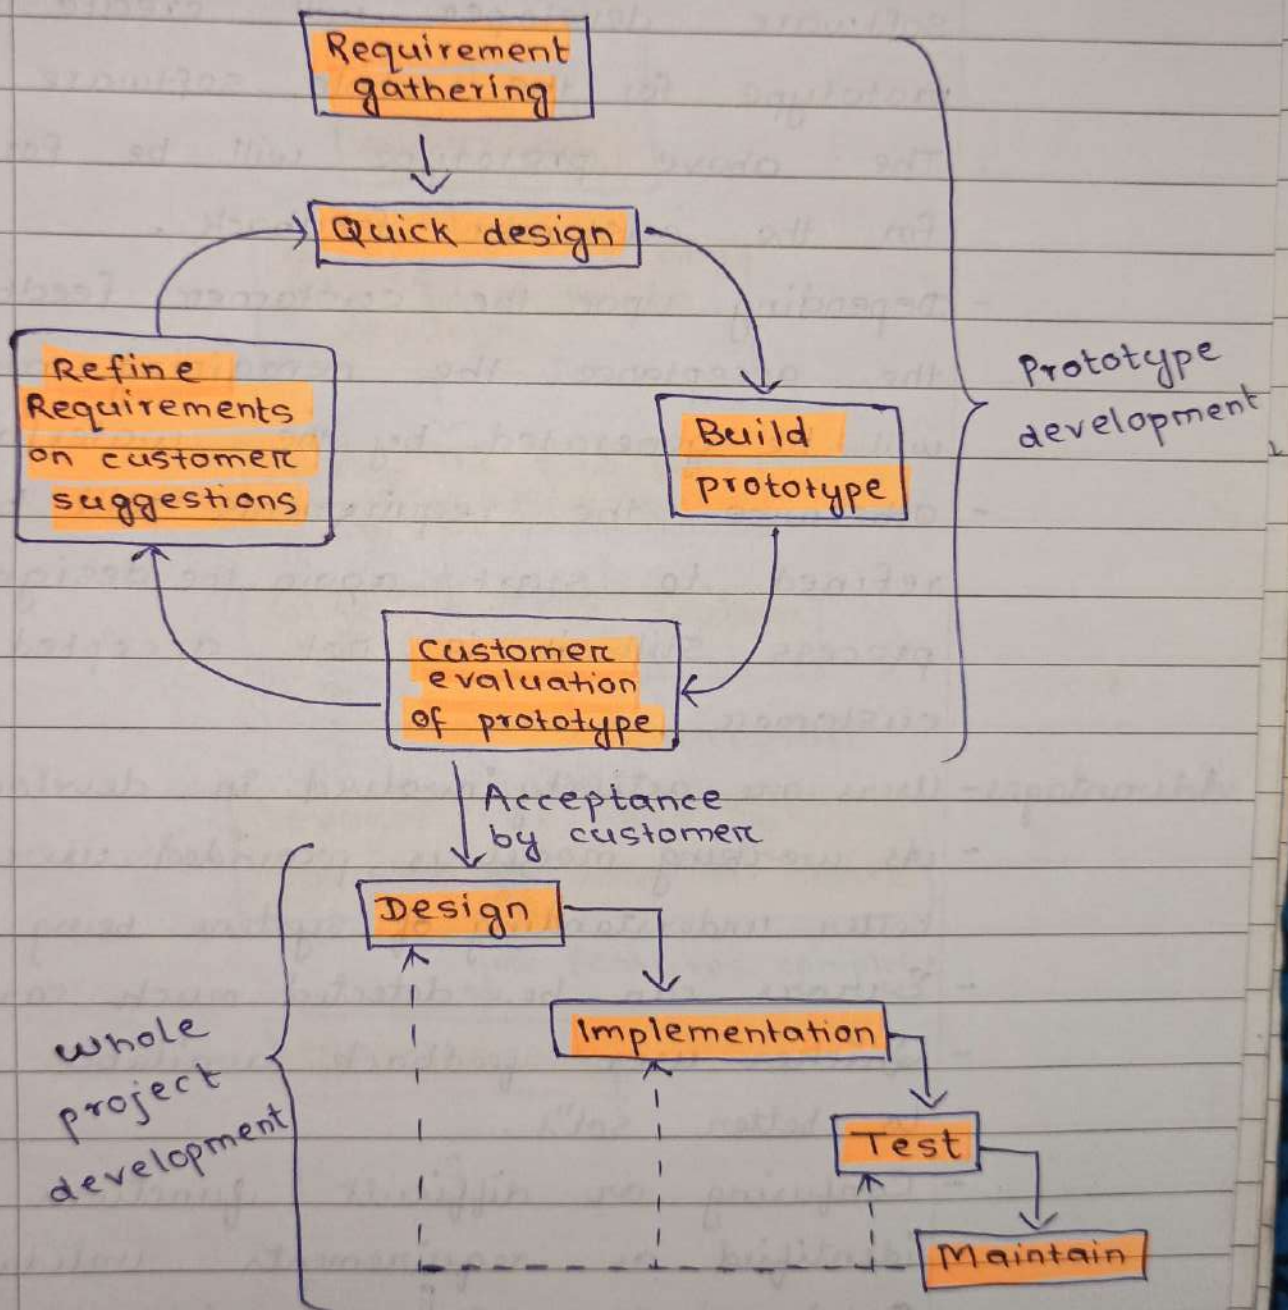 Requirement
gathering
Quick design
Refine
Requirements
on customer
suggestions
Build
prototype
Prototype
development
customer
evaluation
of prototype
Acceptance
by customer
Design
Implementation
Test
Maintain
whole
project
development